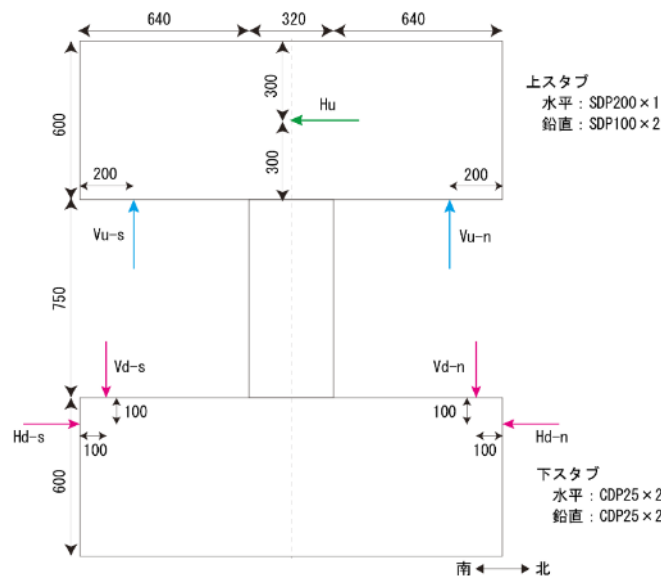 640
320
640
600
300
Hu
300
上スタブ
水平：SDP200×1
鉛直：SDP100×2
200
200
Vu-s
Vu-n
750
Vd-s
Vd-n
100
100
Hd-s
Hd-n
100
100
600
下スタブ
水平：CDP25×2
鉛直：CDP25×2
南
北